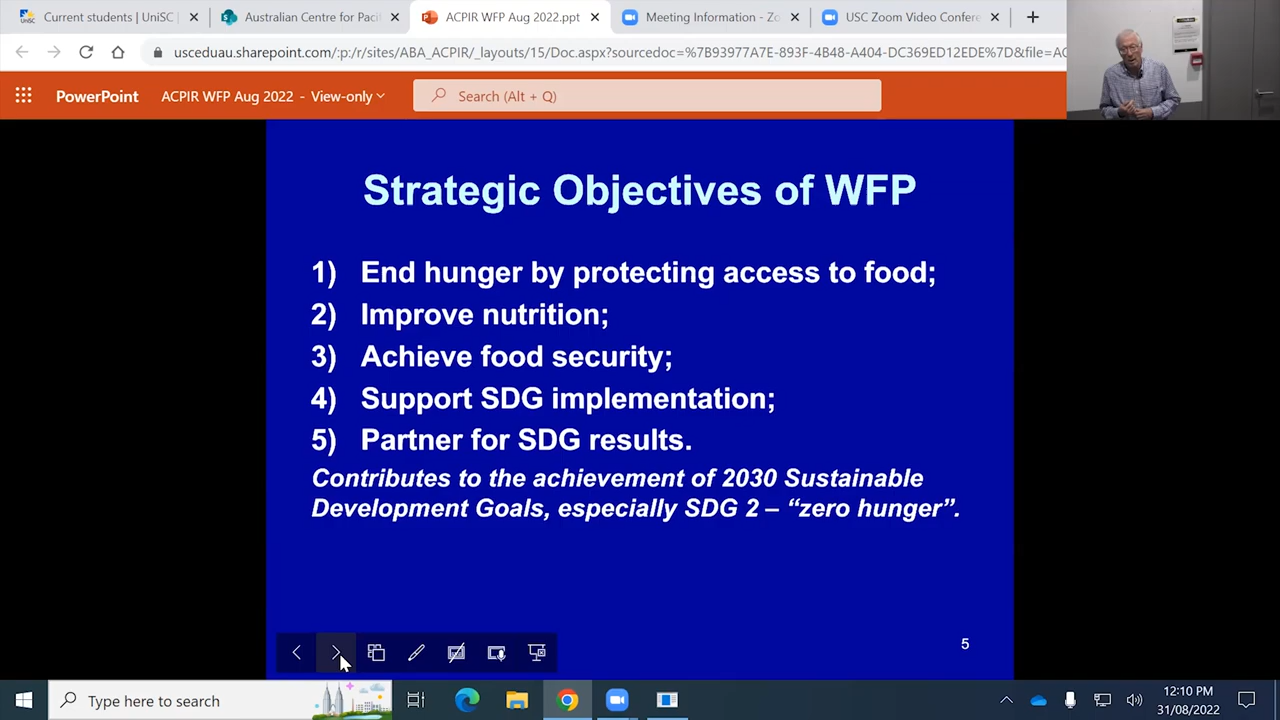 Current students | UniSC |
Australian Centre for Pacif
ACPIR WFP Aug 2022.ppt
Meeting Information - Zo
USC Zoom Video Confere
usceduau.sharepoint.com/:p:/r/sites/ABA_ACPIR/_layouts/15/Doc.aspx?sourcedoc=%7B93977A7E-893F-4B48-A404-DC369ED12EDE%7D&file=AC
PowerPoint
ACPIR WFP Aug 2022 - View-only
Search (Alt + Q)
Strategic Objectives of WFP
1) End hunger by protecting access to food;
2) Improve nutrition;
3) Achieve food security;
4) Support SDG implementation;
5) Partner for SDG results.
Contributes to the achievement of 2030 Sustainable
Development Goals, especially SDG 2 – “zero hunger”.
5
Type here to search
12:10 PM
31/08/2022